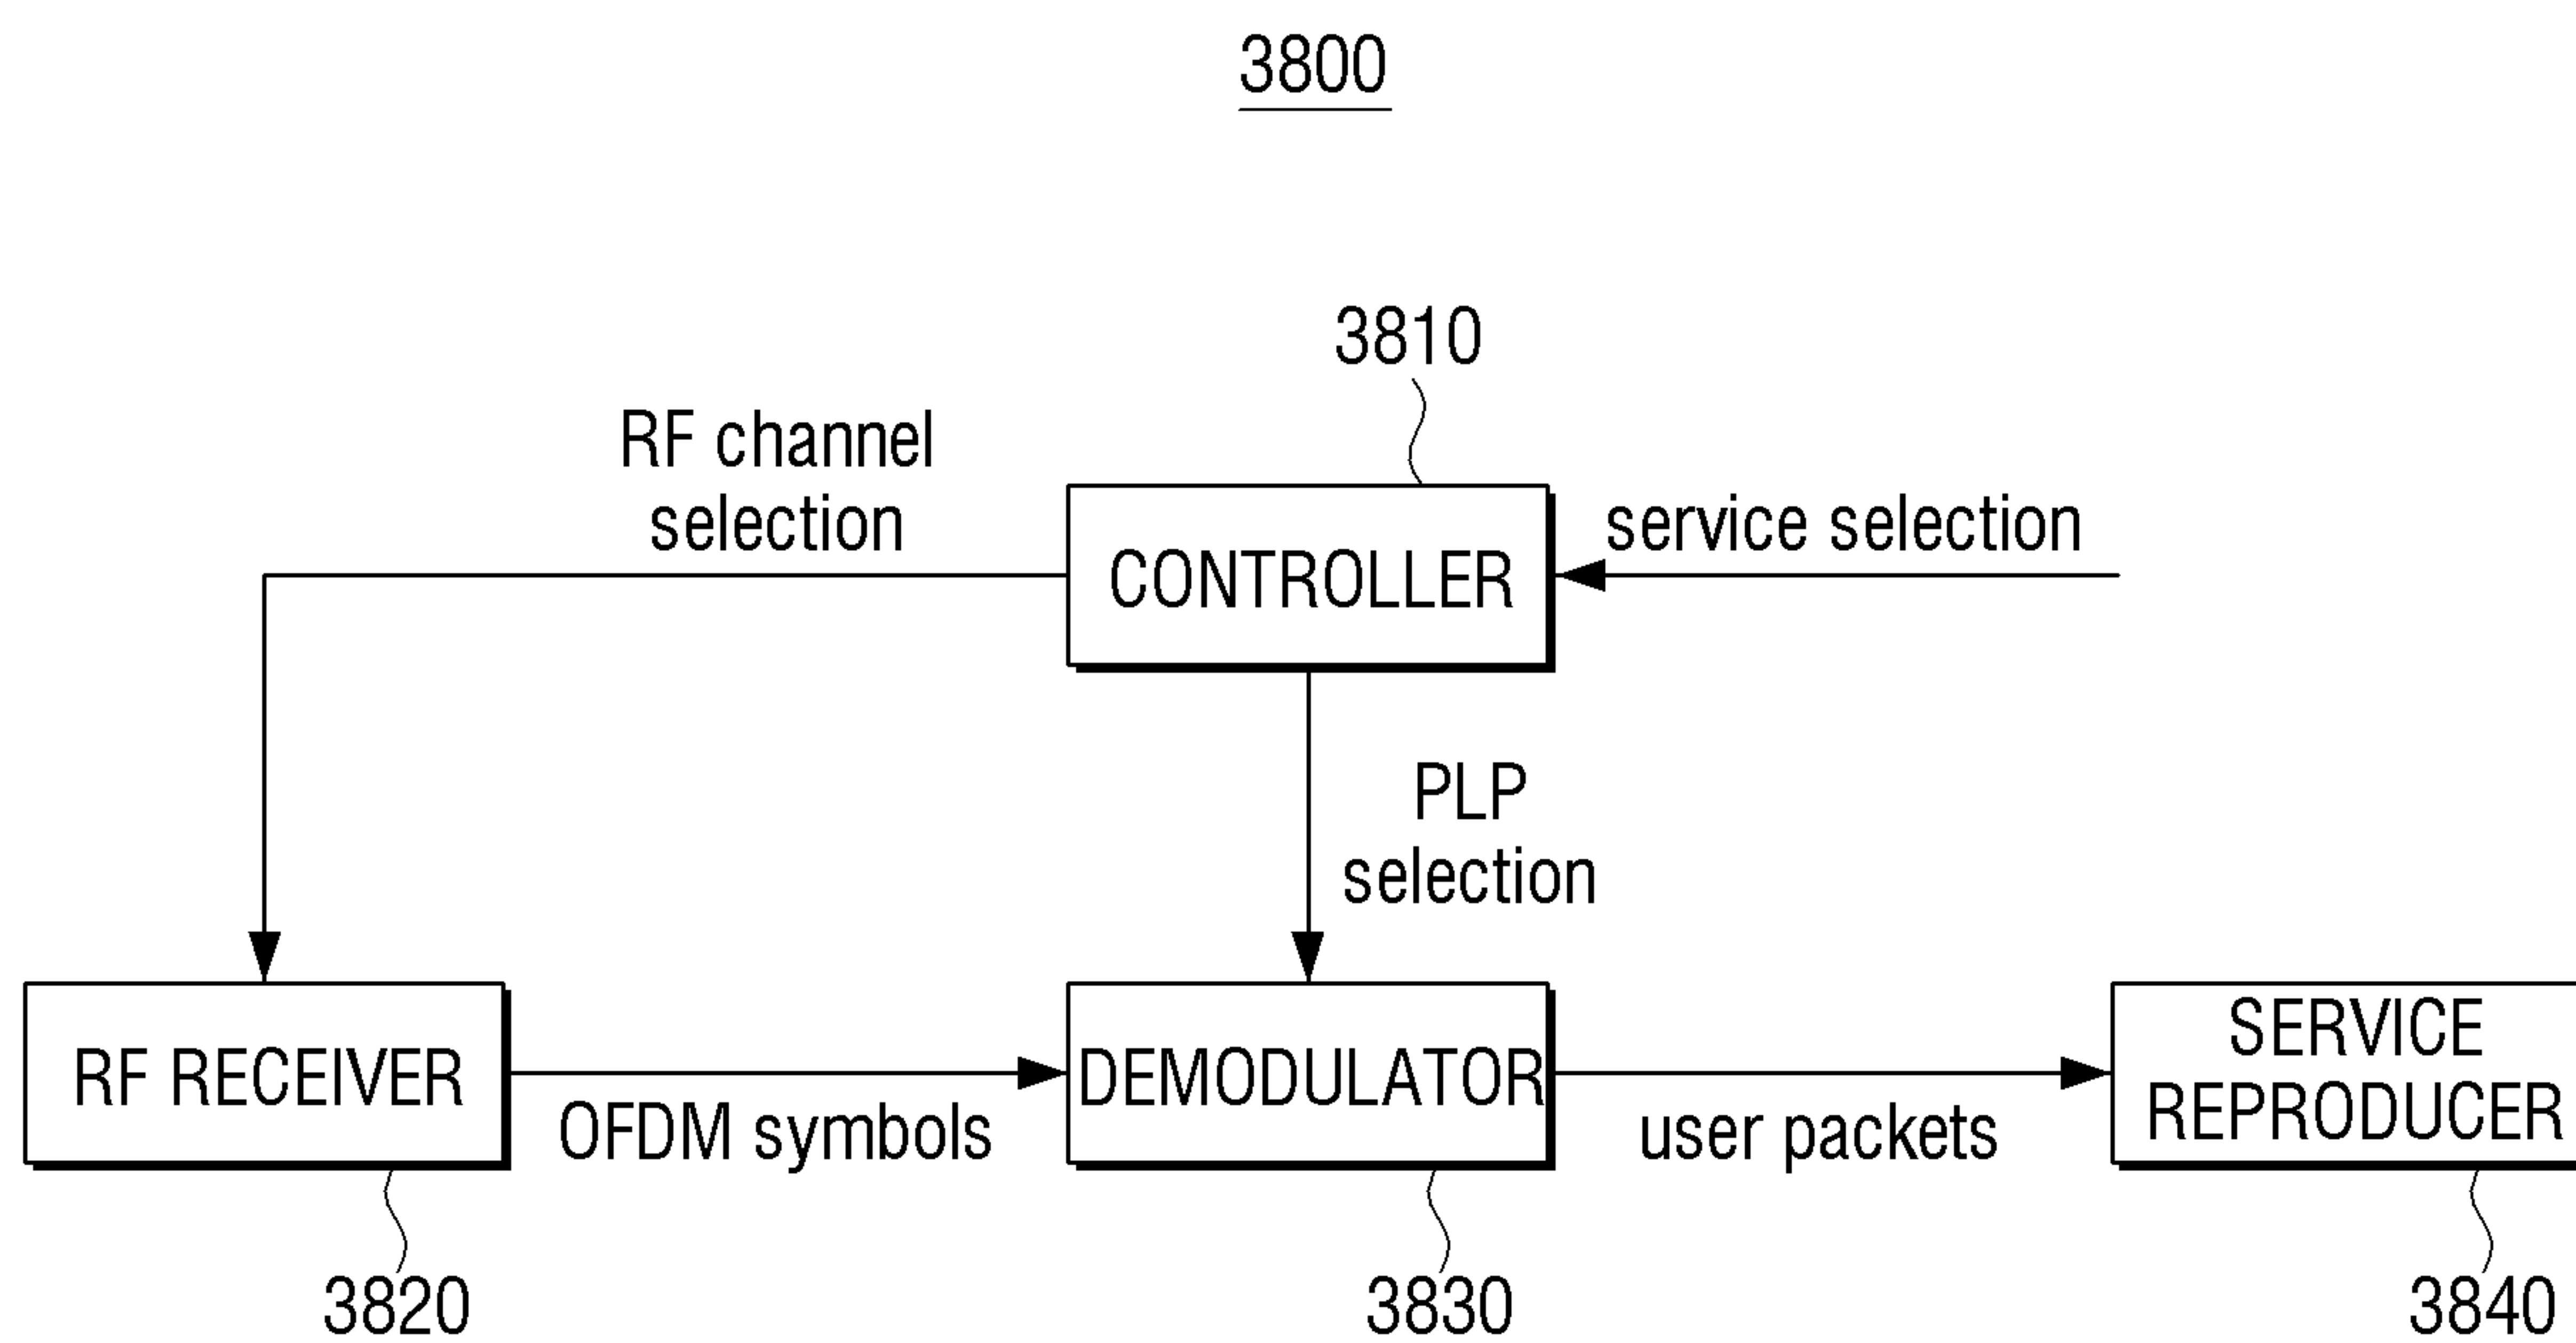 3800
3810
RF channel
selection
CONTROLLER
service selection
PLP
selection
RF RECEIVER
OFDM symbols
DEMODULATOR
user packets
SERVICE
REPRODUCER
3820
3830
3840